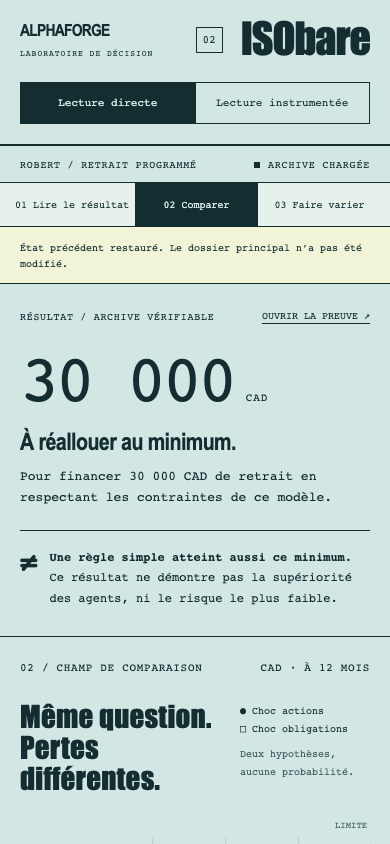 ALPHAFORGE
LABORATOIRE DE DÉCISION
02
ISObare
Lecture directe
Lecture instrumentée
ROBERT / RETRAIT PROGRAMMÉ
■ ARCHIVE CHARGÉE
01 Lire le résultat
02 Comparer
03 Faire varier
État précédent restauré. Le dossier principal n’a pas été
modifié.
RÉSULTAT / ARCHIVE VÉRIFIABLE
OUVRIR LA PREUVE ↗
30 000 CAD
À réallouer au minimum.
Pour financer 30 000 CAD de retrait en
respectant les contraintes de ce modèle.
≠ Une règle simple atteint aussi ce minimum.
Ce résultat ne démontre pas la supériorité
des agents, ni le risque le plus faible.
02 / CHAMP DE COMPARAISON
CAD · À 12 MOIS
Même question.
Pertes
différentes.
● Choc actions
□ Choc obligations
Deux hypothèses,
aucune probabilité.
LIMITE